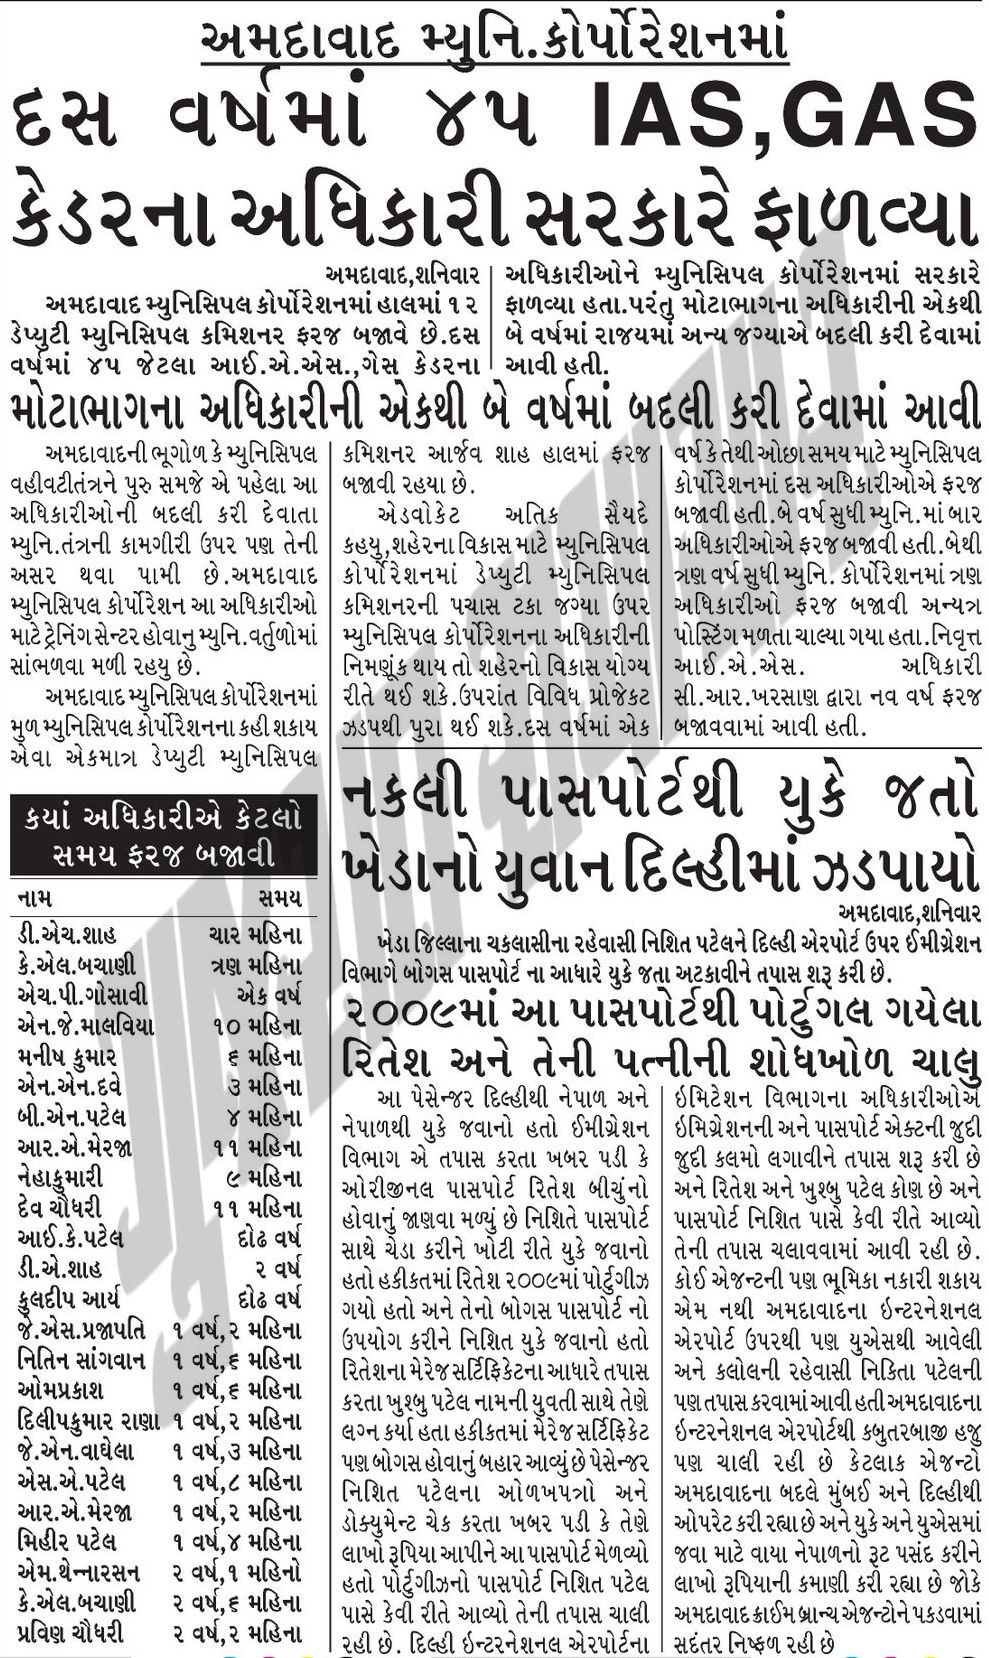 અમદાવાદ મ્યુનિ.કોર્પોરેશનમાં
દસ વર્ષમાં ૪૫ IAS,GAS
કેડરના અધિકારી સરકારે ફાળવ્યા
અમદાવાદ,શનિવાર
અમદાવાદ મ્યુનિસિપલ કોર્પોરેશનમાં હાલમાં ૧૨
ડેપ્યુટી મ્યુનિસિપલ કમિશનર ફરજ બજાવે છે.દસ
વર્ષમાં ૪૫ જેટલા આઈ.એ.એસ.,ગેસ કેડરના
અધિકારીઓને મ્યુનિસિપલ કોર્પોરેશનમાં સરકારે
ફાળવ્યા હતા.પરંતુ મોટાભાગના અધિકારીની એકથી
બે વર્ષમાં રાજયમાં અન્ય જગ્યાએ બદલી કરી દેવામાં
આવી હતી.
મોટાભાગના અધિકારીની એકથી બે વર્ષમાં બદલી કરી દેવામાં આવી
અમદાવાદની ભૂગોળ કે મ્યુનિસિપલ
વહીવટીતંત્રને પુરુ સમજે એ પહેલા આ
અધિકારીઓની બદલી કરી દેવાતા
મ્યુનિ.તંત્રની કામગીરી ઉપર પણ તેની
અસર થવા પામી છે.અમદાવાદ
મ્યુનિસિપલ કોર્પોરેશન આ અધિકારીઓ
માટે ટ્રેનિંગ સેન્ટર હોવાનુ મ્યુનિ.વર્તુળોમાં
સાંભળવા મળી રહયુ છે.
અમદાવાદ મ્યુનિસિપલ કોર્પોરેશનમાં
મુળ મ્યુનિસિપલ કોર્પોરેશનના કહી શકાય
એવા એકમાત્ર ડેપ્યુટી મ્યુનિસિપલ
કમિશનર આર્જવ શાહ હાલમાં ફરજ
બજાવી રહયા છે.
એડવોકેટ અતિક સૈયદે
કહયુ,શહેરના વિકાસ માટે મ્યુનિસિપલ
કોર્પોરેશનમાં ડેપ્યુટી મ્યુનિસિપલ
કમિશનરની પચાસ ટકા જગ્યા ઉપર
મ્યુનિસિપલ કોર્પોરેશનના અધિકારીની
નિમણૂંક થાય તો શહેરનો વિકાસ યોગ્ય
રીતે થઈ શકે.ઉપરાંત વિવિધ પ્રોજેકટ
ઝડપથી પુરા થઈ શકે.દસ વર્ષમાં એક
વર્ષ કે તેથી ઓછા સમય માટે મ્યુનિસિપલ
કોર્પોરેશનમાં દસ અધિકારીઓએ ફરજ
બજાવી હતી.બે વર્ષ સુધી મ્યુનિ.માં બાર
અધિકારીઓએ ફરજ બજાવી હતી.બેથી
ત્રણ વર્ષ સુધી મ્યુનિ. કોર્પોરેશનમાં ત્રણ
અધિકારીઓ ફરજ બજાવી અન્યત્ર
પોસ્ટિંગ મળતા ચાલ્યા ગયા હતા.નિવૃત્ત
આઈ.એ.એસ. અધિકારી
સી.આર.ખરસાણ દ્વારા નવ વર્ષ ફરજ
બજાવવામાં આવી હતી.
કયાં અધિકારીએ કેટલો
સમય ફરજ બજાવી
નામ સમય
ડી.એચ.શાહ ચાર મહિના
કે.એલ.બચાણી ત્રણ મહિના
એચ.પી.ગોસાવી એક વર્ષ
એન.જે.માલવિયા ૧૦ મહિના
મનીષ કુમાર ૬ મહિના
એન.એન.દવે ૩ મહિના
બી.એન.પટેલ ૪ મહિના
આર.એ.મેરજા ૧૧ મહિના
નેહાકુમારી ૯ મહિના
દેવ ચૌધરી ૧૧ મહિના
આઈ.કે.પટેલ દોઢ વર્ષ
ડી.એ.શાહ ૨ વર્ષ
કુલદીપ આર્ય દોઢ વર્ષ
જે.એસ.પ્રજાપતિ ૧ વર્ષ,૨ મહિના
નિતિન સાંગવાન ૧ વર્ષ,૬ મહિના
ઓમપ્રકાશ ૧ વર્ષ,૬ મહિના
દિલીપકુમાર રાણા ૧ વર્ષ,૨ મહિના
જે.એન.વાઘેલા ૧ વર્ષ,૩ મહિના
એસ.એ.પટેલ ૧ વર્ષ,૮ મહિના
આર.એ.મેરજા ૧ વર્ષ,૨ મહિના
મિહીર પટેલ ૧ વર્ષ,૪ મહિના
એમ.થેન્નારસન ૨ વર્ષ,૧ મહિનો
કે.એલ.બચાણી ૨ વર્ષ,૬ મહિના
પ્રવિણ ચૌધરી ૨ વર્ષ,૨ મહિના
નકલી પાસપોર્ટથી યુકે જતો
ખેડાનો યુવાન દિલ્હીમાં ઝડપાયો
અમદાવાદ,શનિવાર
ખેડા જિલ્લાના ચકલાસીના રહેવાસી નિશિત પટેલને દિલ્હી એરપોર્ટ ઉપર ઈમીગ્રેશન
વિભાગે બોગસ પાસપોર્ટ ના આધારે યુકે જતા અટકાવીને તપાસ શરૂ કરી છે.
૨૦૦૯માં આ પાસપોર્ટથી પોર્ટુગલ ગયેલા
રિતેશ અને તેની પત્નીની શોધખોળ ચાલુ
આ પેસેન્જર દિલ્હીથી નેપાળ અને
નેપાળથી યુકે જવાનો હતો ઈમીગ્રેશન
વિભાગ એ તપાસ કરતા ખબર પડી કે
ઓરીજીનલ પાસપોર્ટ રિતેશ બીચુંનો
હોવાનું જાણવા મળ્યું છે નિશિતે પાસપોર્ટ
સાથે ચેડા કરીને ખોટી રીતે યુકે જવાનો
હતો હકીકતમાં રિતેશ ૨૦૦૯માં પોર્ટુગીઝ
ગયો હતો અને તેનો બોગસ પાસપોર્ટ નો
ઉપયોગ કરીને નિશિત યુકે જવાનો હતો
રિતેશના મેરેજ સર્ટિફિકેટના આધારે તપાસ
કરતા ખુશ્બુ પટેલ નામની યુવતી સાથે તેણે
લગ્ન કર્યા હતા હકીકતમાં મેરેજ સર્ટિફિકેટ
પણ બોગસ હોવાનું બહાર આવ્યું છે પેસેન્જર
નિશિત પટેલના ઓળખપત્રો અને
ડોક્યુમેન્ટ ચેક કરતા ખબર પડી કે તેણે
લાખો રૂપિયા આપીને આ પાસપોર્ટ મેળવ્યો
હતો પોર્ટુગીઝનો પાસપોર્ટ નિશિત પટેલ
પાસે કેવી રીતે આવ્યો તેની તપાસ ચાલી
રહી છે. દિલ્હી ઇન્ટરનેશનલ એરપોર્ટના
ઇમિટેશન વિભાગના અધિકારીઓએ
ઇમિગ્રેશનની અને પાસપોર્ટ એક્ટની જુદી
જુદી કલમો લગાવીને તપાસ શરૂ કરી છે
અને રિતેશ અને ખુશ્બુ પટેલ કોણ છે અને
પાસપોર્ટ નિશિત પાસે કેવી રીતે આવ્યો
તેની તપાસ ચલાવવામાં આવી રહી છે.
કોઈ એજન્ટની પણ ભૂમિકા નકારી શકાય
એમ નથી અમદાવાદના ઇન્ટરનેશનલ
એરપોર્ટ ઉપરથી પણ યુએસથી આવેલી
અને કલોલની રહેવાસી નિકિતા પટેલની
પણ તપાસ કરવામાં આવી હતી અમદાવાદના
ઇન્ટરનેશનલ એરપોર્ટથી કબુતરબાજી હજુ
પણ ચાલી રહી છે કેટલાક એજન્ટો
અમદાવાદના બદલે મુંબઈ અને દિલ્હીથી
ઓપરેટ કરી રહ્યા છે અને યુકે અને યુએસમાં
જવા માટે વાયા નેપાળનો રૂટ પસંદ કરીને
લાખો રૂપિયાની કમાણી કરી રહ્યા છે જોકે
અમદાવાદ ક્રાઈમ બ્રાન્ચ એજન્ટોને પકડવામાં
સદંતર નિષ્ફળ રહી છે